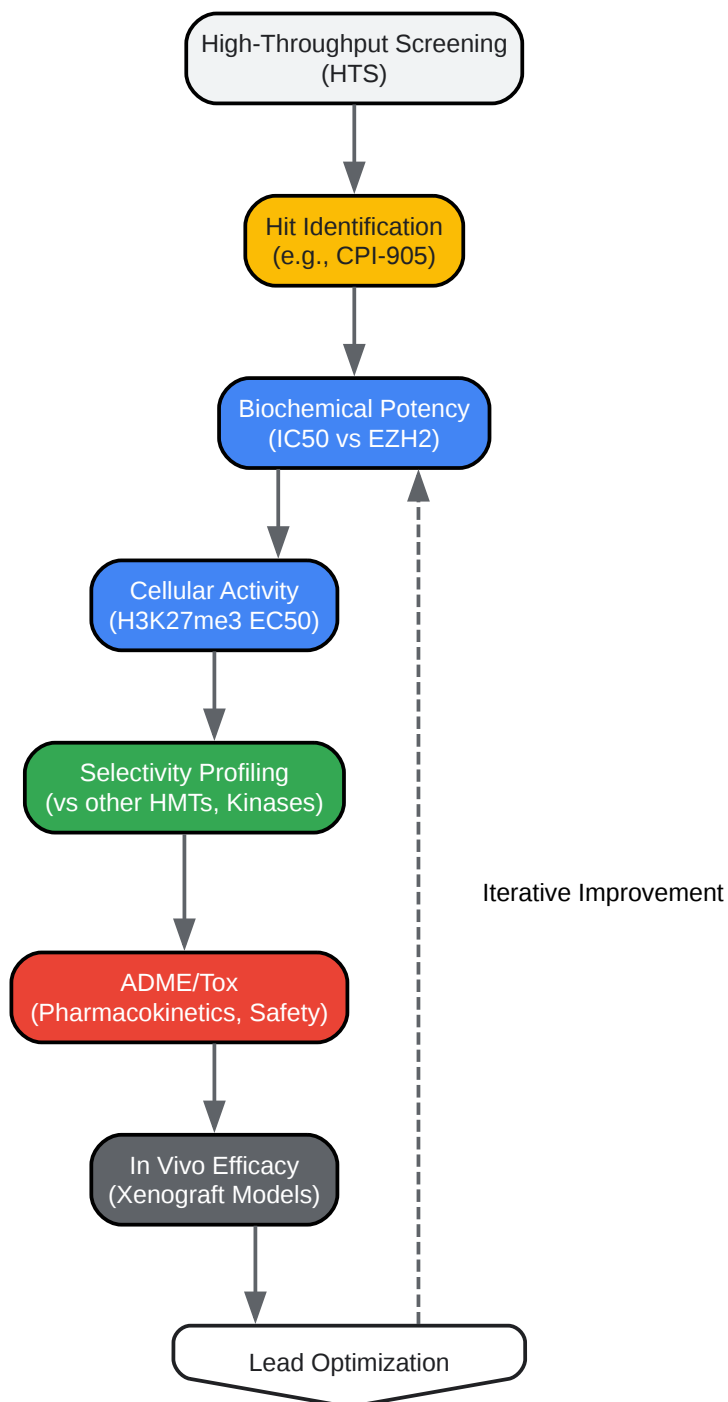 High-Throughput Screening
(HTS)
Hit Identification
(e.g., CPI-905)
Biochemical Potency
(IC50 vs EZH2)
Cellular Activity
(H3K27me3 EC50)
Selectivity Profiling
(vs other HMTs, Kinases)
Iterative Improvement
ADME/Tox
(Pharmacokinetics, Safety)
In Vivo Efficacy
(Xenograft Models)
Lead Optimization